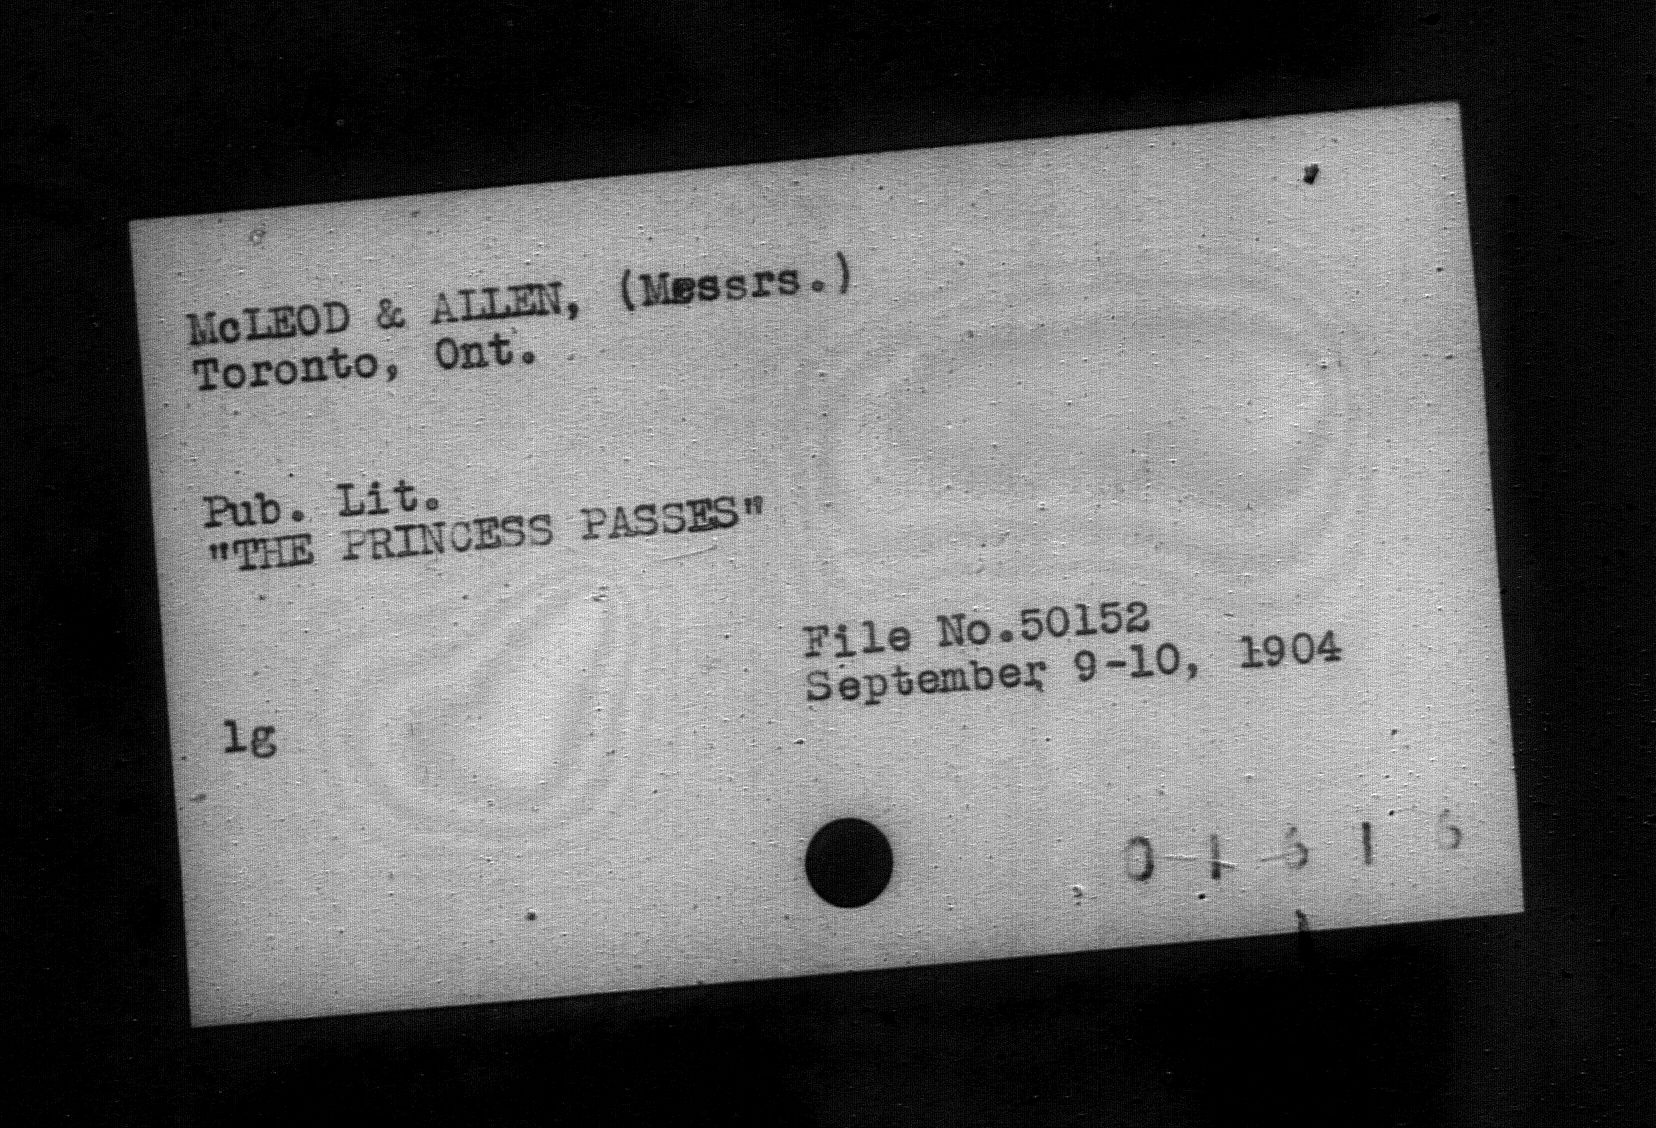 McLEOD & ALLEN, (Messrs.)
Toronto, Ont.
Pub. Lit.
"THE PRINCESS PASSES"
File No.50152
September 9-10, 1904
lg